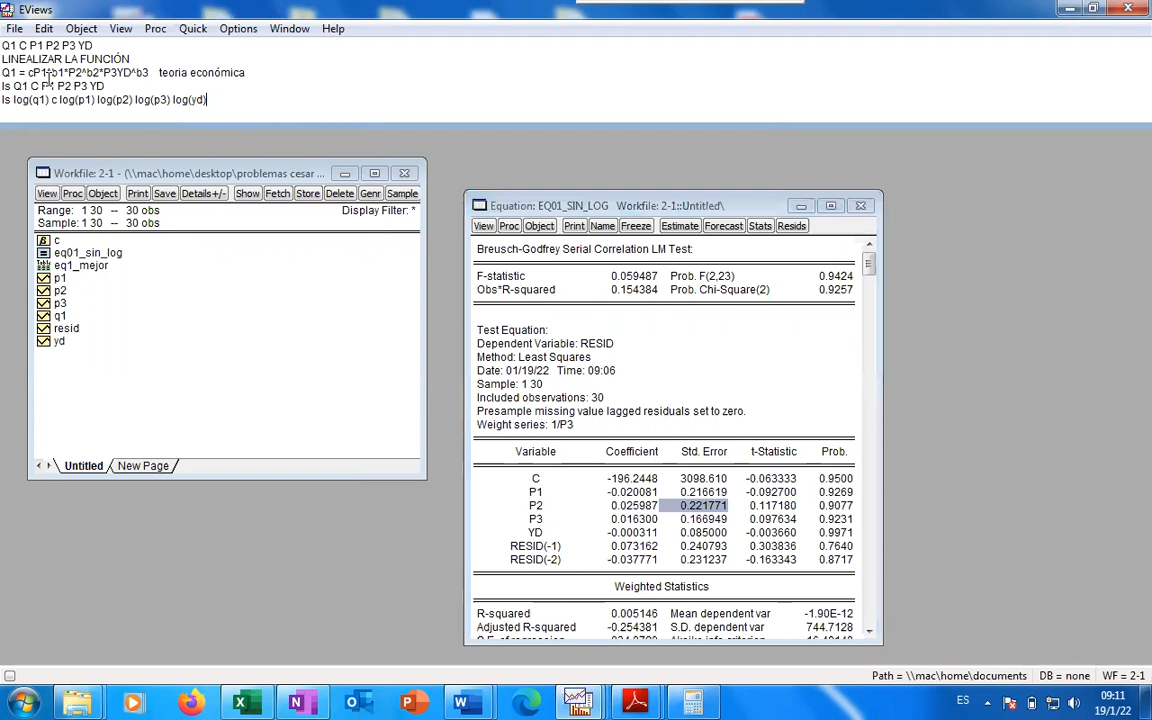 EViews
File Edit Object View Proc Quick Options Window Help
Q1 C P1 P2 P3 YD
LINEALIZAR LA FUNCIÓN
Q1 = cP1^b1*P2^b2*P3YD^b3 teoria económica
ls Q1 C P1 P2 P3 YD
ls log(q1) c log(p1) log(p2) log(p3) log(yd)
Workfile: 2-1 - (\\mac\home\desktop\problemas cesar ...
View Proc Object Print Save Details+/- Show Fetch Store Delete Genr Sample
Range: 1 30 -- 30 obs Display Filter: *
Sample: 1 30 -- 30 obs
c
eq01_sin_log
eq1_mejor
p1
p2
p3
q1
resid
yd
Untitled New Page
Equation: EQ01_SIN_LOG Workfile: 2-1::Untitled\
View Proc Object Print Name Freeze Estimate Forecast Stats Resids
Breusch-Godfrey Serial Correlation LM Test:
F-statistic 0.059487 Prob. F(2,23) 0.9424
Obs*R-squared 0.154384 Prob. Chi-Square(2) 0.9257
Test Equation:
Dependent Variable: RESID
Method: Least Squares
Date: 01/19/22 Time: 09:06
Sample: 1 30
Included observations: 30
Presample missing value lagged residuals set to zero.
Weight series: 1/P3
Variable Coefficient Std. Error t-Statistic Prob.
C -196.2448 3098.610 -0.063333 0.9500
P1 -0.020081 0.216619 -0.092700 0.9269
P2 0.025987 0.221771 0.117180 0.9077
P3 0.016300 0.166949 0.097634 0.9231
YD -0.000311 0.085000 -0.003660 0.9971
RESID(-1) 0.073162 0.240793 0.303836 0.7640
RESID(-2) -0.037771 0.231237 -0.163343 0.8717
Weighted Statistics
R-squared 0.005146 Mean dependent var -1.90E-12
Adjusted R-squared -0.254381 S.D. dependent var 744.7128
Path = \\mac\home\documents DB = none WF = 2-1
ES 09:11
19/1/22